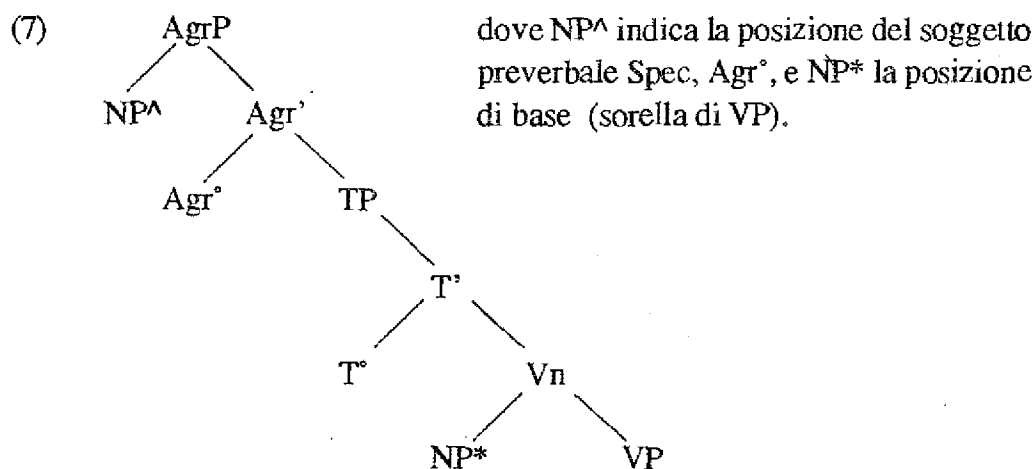 (7) AgrP dove NP^ indica la posizione del soggetto
preverbale Spec, Agr°, e NP* la posizione
NP^ Agr' di base (sorella di VP).
Agr° TP
T'
T° Vn
NP* VP